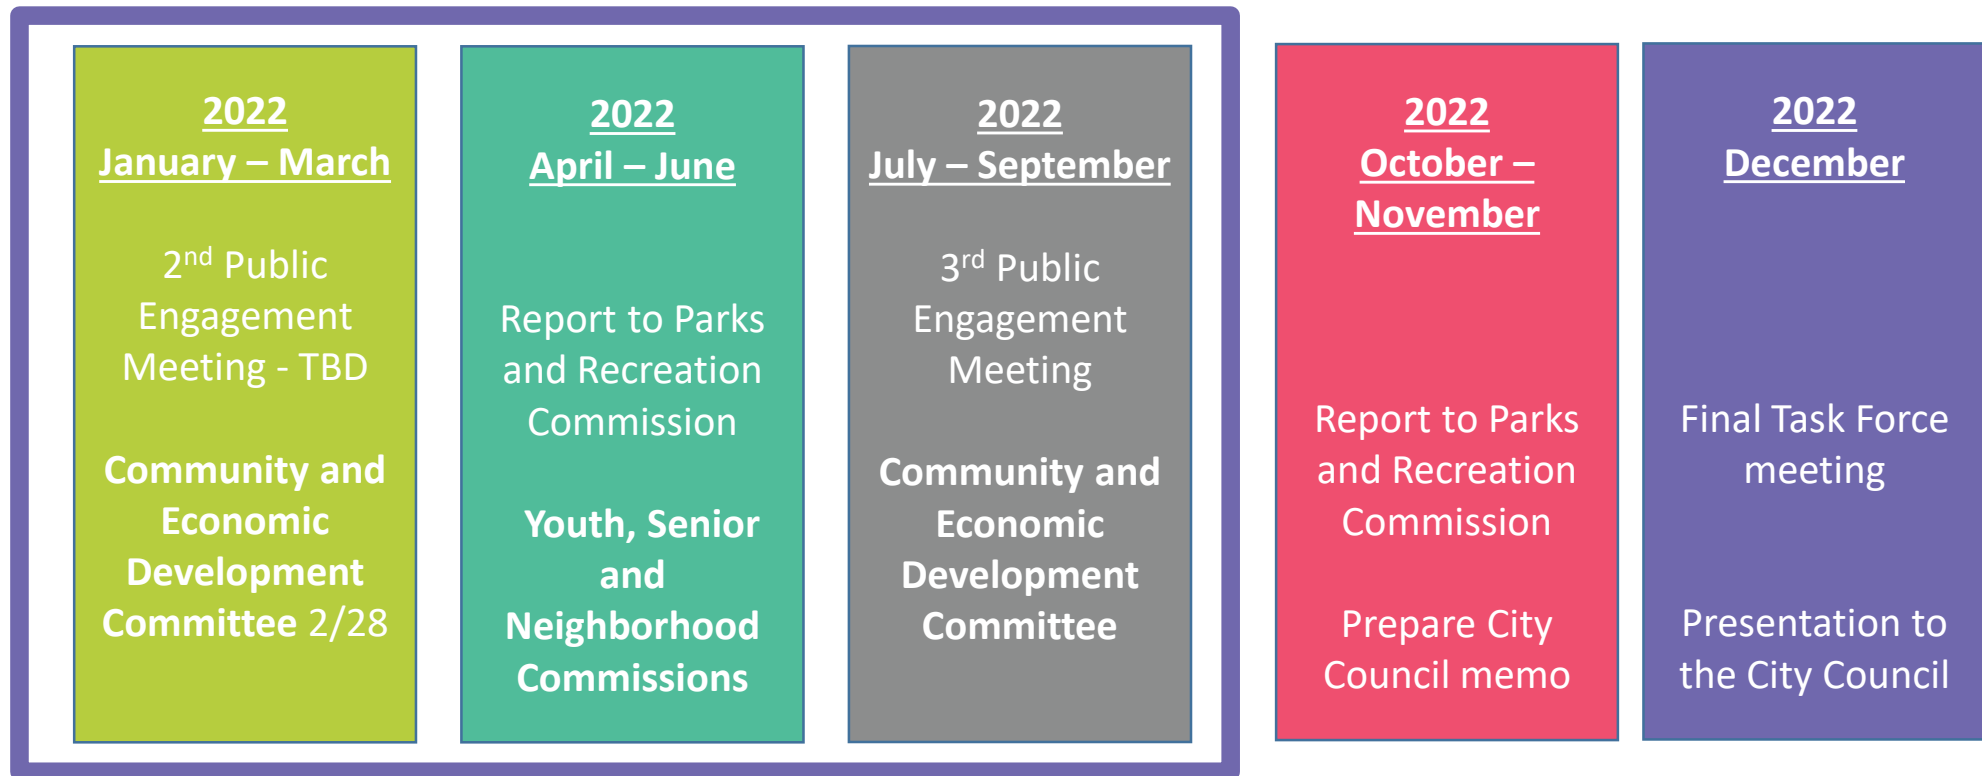 2022
January – March
2nd Public
Engagement
Meeting - TBD
Community and
Economic
Development
Committee 2/28
2022
April – June
Report to Parks
and Recreation
Commission
Youth, Senior
and
Neighborhood
Commissions
2022
July – September
3rd Public
Engagement
Meeting
Community and
Economic
Development
Committee
2022
October –
November
Report to Parks
and Recreation
Commission
Prepare City
Council memo
2022
December
Final Task Force
meeting
Presentation to
the City Council